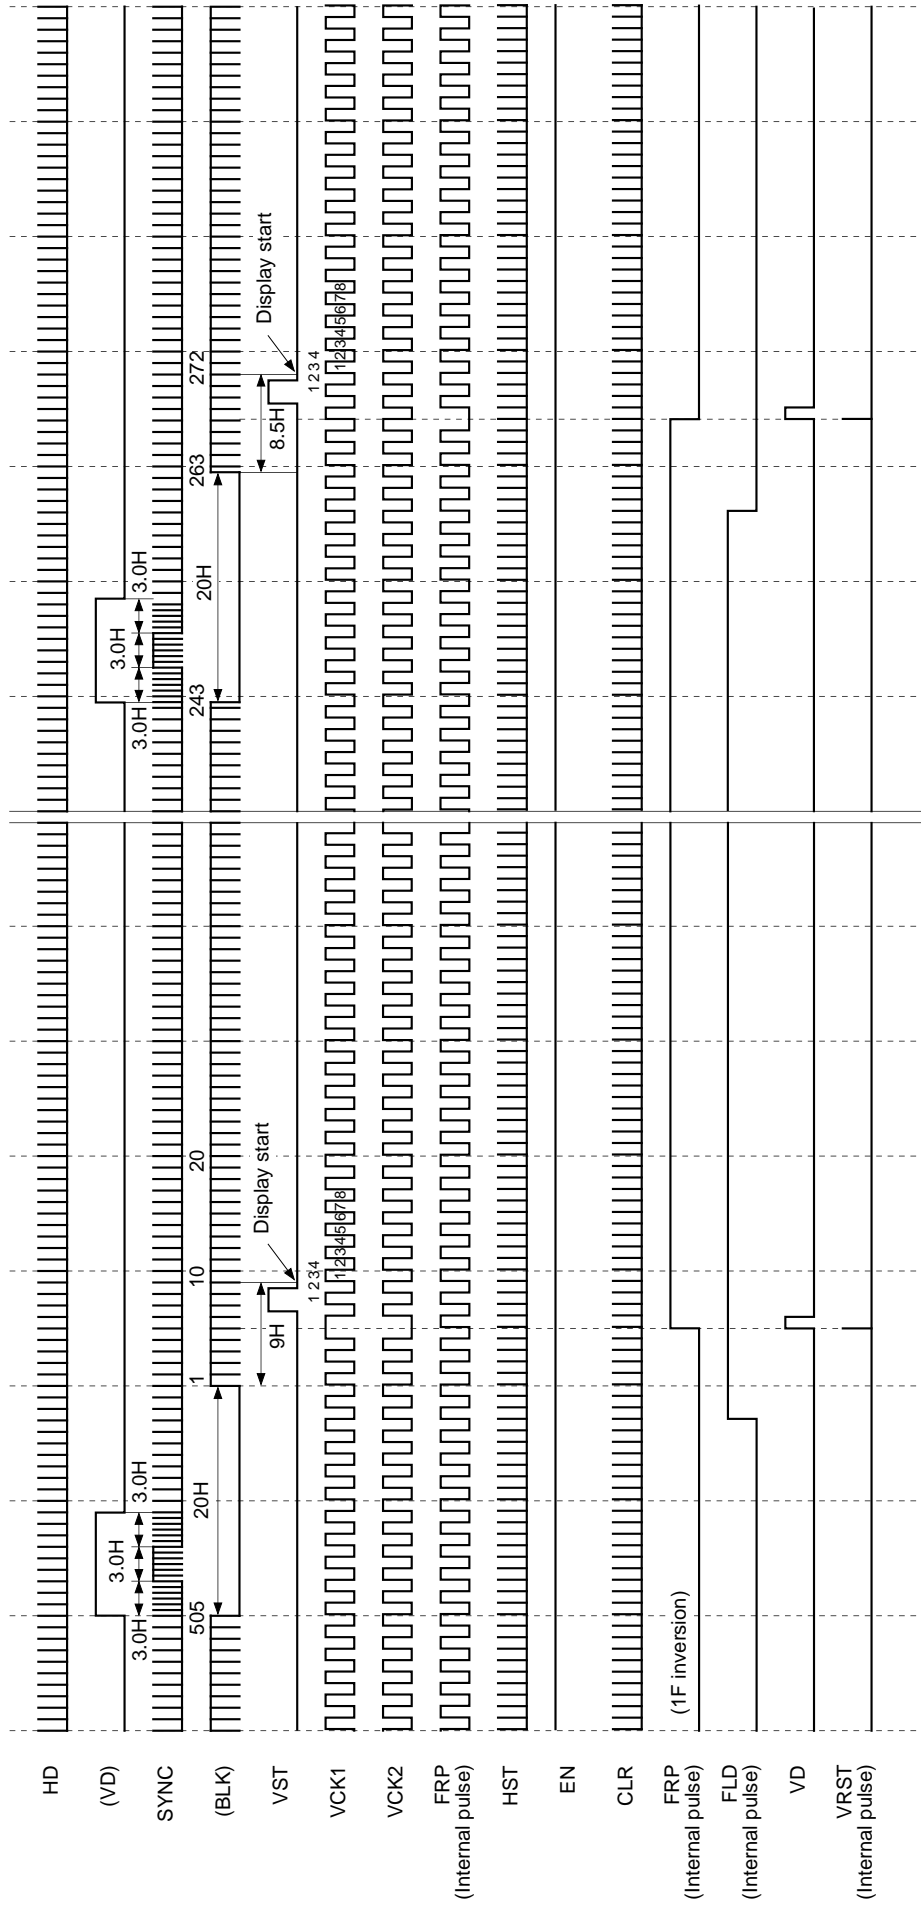 HD
(VD)
3.0H
3.0H
3.0H
3.0H
3.0H
3.0H
SYNC
505
1
10
20
243
263
272
(BLK)
20H
20H
VST
9H
Display start
8.5H
Display start
1 2 3 4
1 2 3 4
VCK1
1 2 3 4 5 6 7 8
1 2 3 4 5 6 7 8
VCK2
FRP
(Internal pulse)
HST
EN
CLR
FRP
(Internal pulse)
(1F inversion)
FLD
(Internal pulse)
VD
VRST
(Internal pulse)